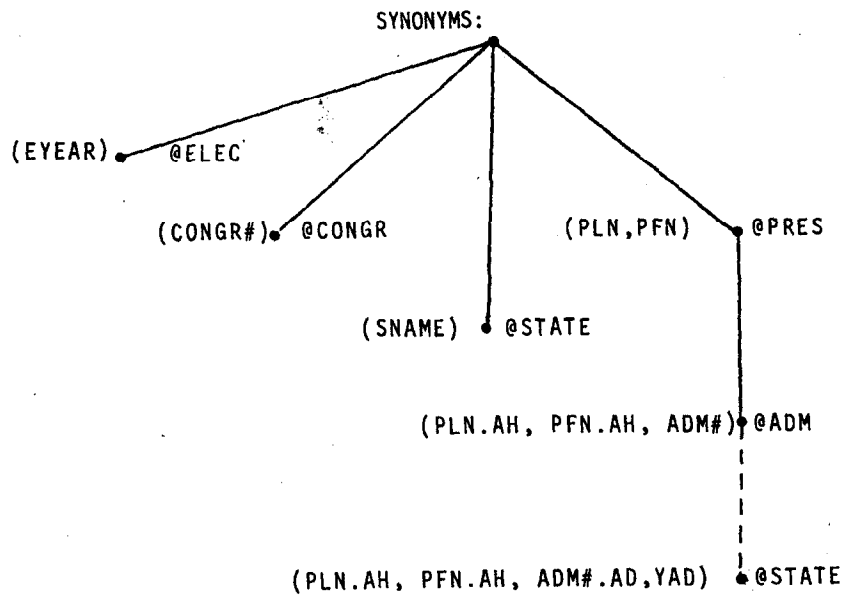 SYNONYMS:
(EYEAR) @ELEC
(CONGR#) @CONGR
(PLN,PFN) @PRES
(SNAME) @STATE
(PLN.AH, PFN.AH, ADM#) @ADM
(PLN.AH, PFN.AH, ADM#.AD,YAD) @STATE